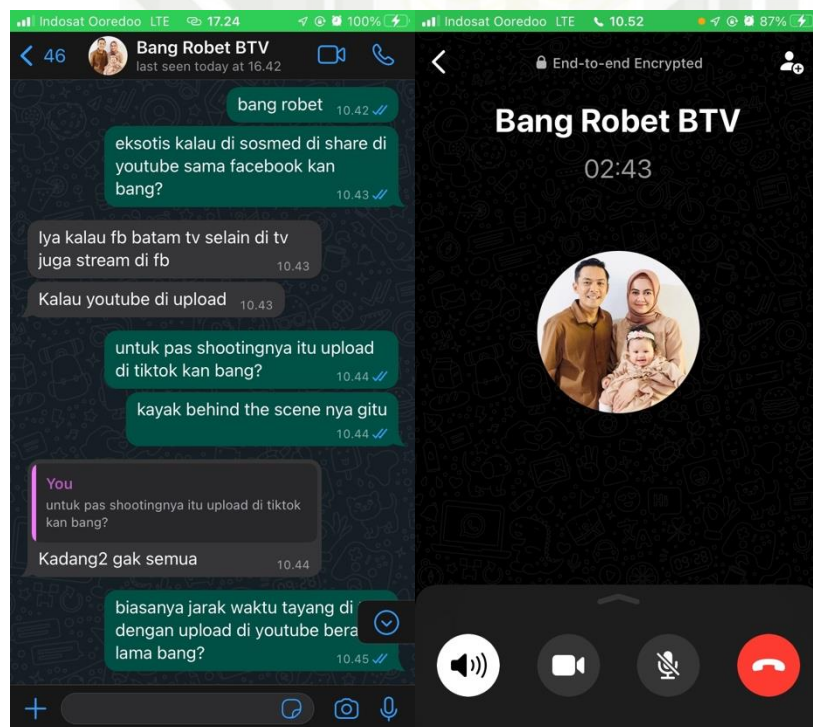 Indosat Ooredoo LTE 17.24 100%
46 Bang Robet BTV
last seen today at 16.42
bang robet 10.42
eksotis kalau di sosmed di share di
youtube sama facebook kan
bang? 10.43
Iya kalau fb batam tv selain di tv
juga stream di fb 10.43
Kalau youtube di upload 10.43
untuk pas shootingnya itu upload
di tiktok kan bang? 10.44
kayak behind the scene nya gitu
10.44
You
untuk pas shootingnya itu upload di tiktok
kan bang?
Kadang2 gak semua 10.44
biasanya jarak waktu tayang di
dengan upload di youtube bera
lama bang? 10.45
Indosat Ooredoo LTE 10.52 87%
End-to-end Encrypted
Bang Robet BTV
02:43